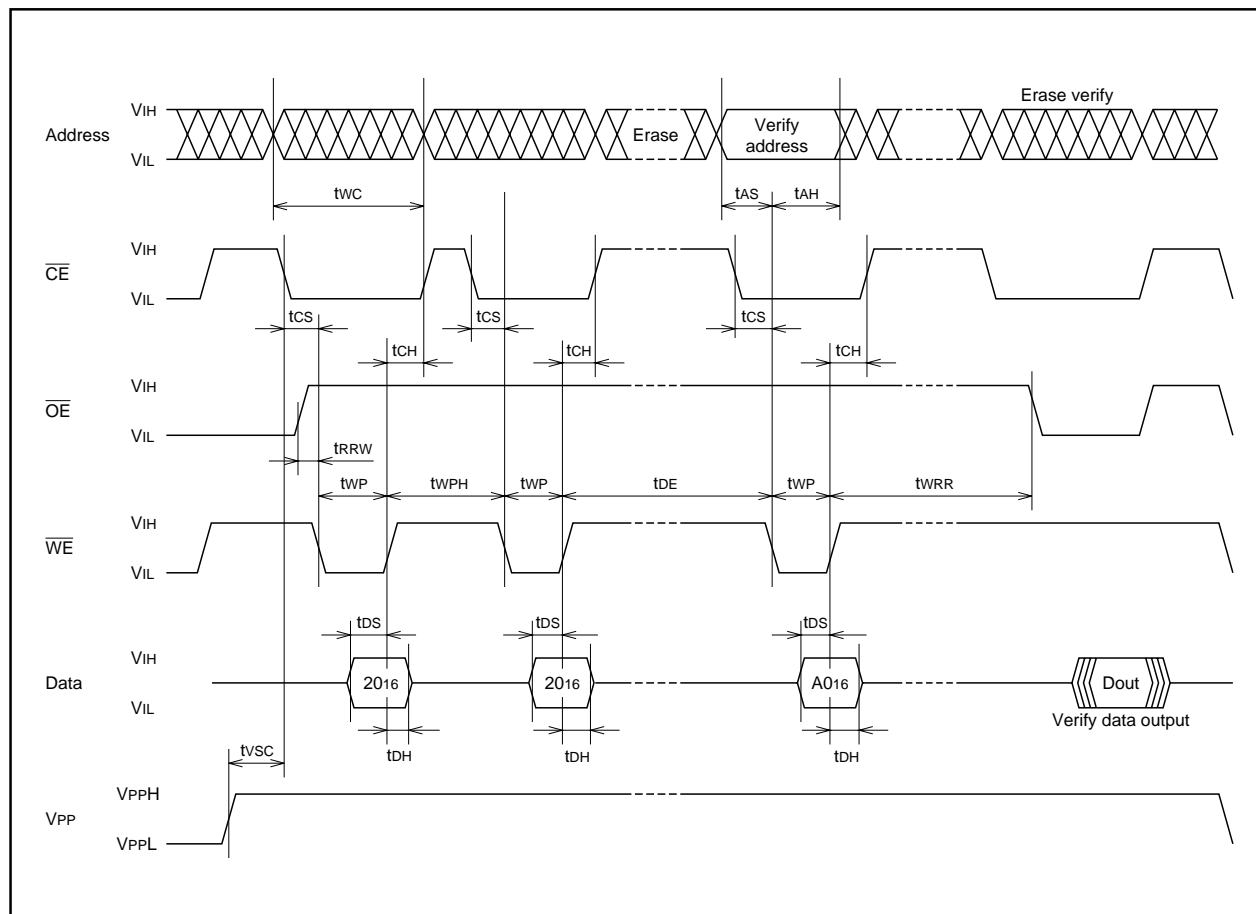 VIH
Address
VIL
Erase
Verify
address
Erase verify
tWC
tAS
tAH
VIH
CE
VIL
tCS
tCH
tCS
tCH
tCS
tCH
VIH
OE
VIL
tRRW
tWP
tWPH
tWP
tDE
tWP
tWRR
VIH
WE
VIL
tDS
tDS
tDS
VIH
Data
VIL
2016
2016
A016
Dout
Verify data output
tDH
tDH
tDH
tVSC
VPPH
VPP
VPPL